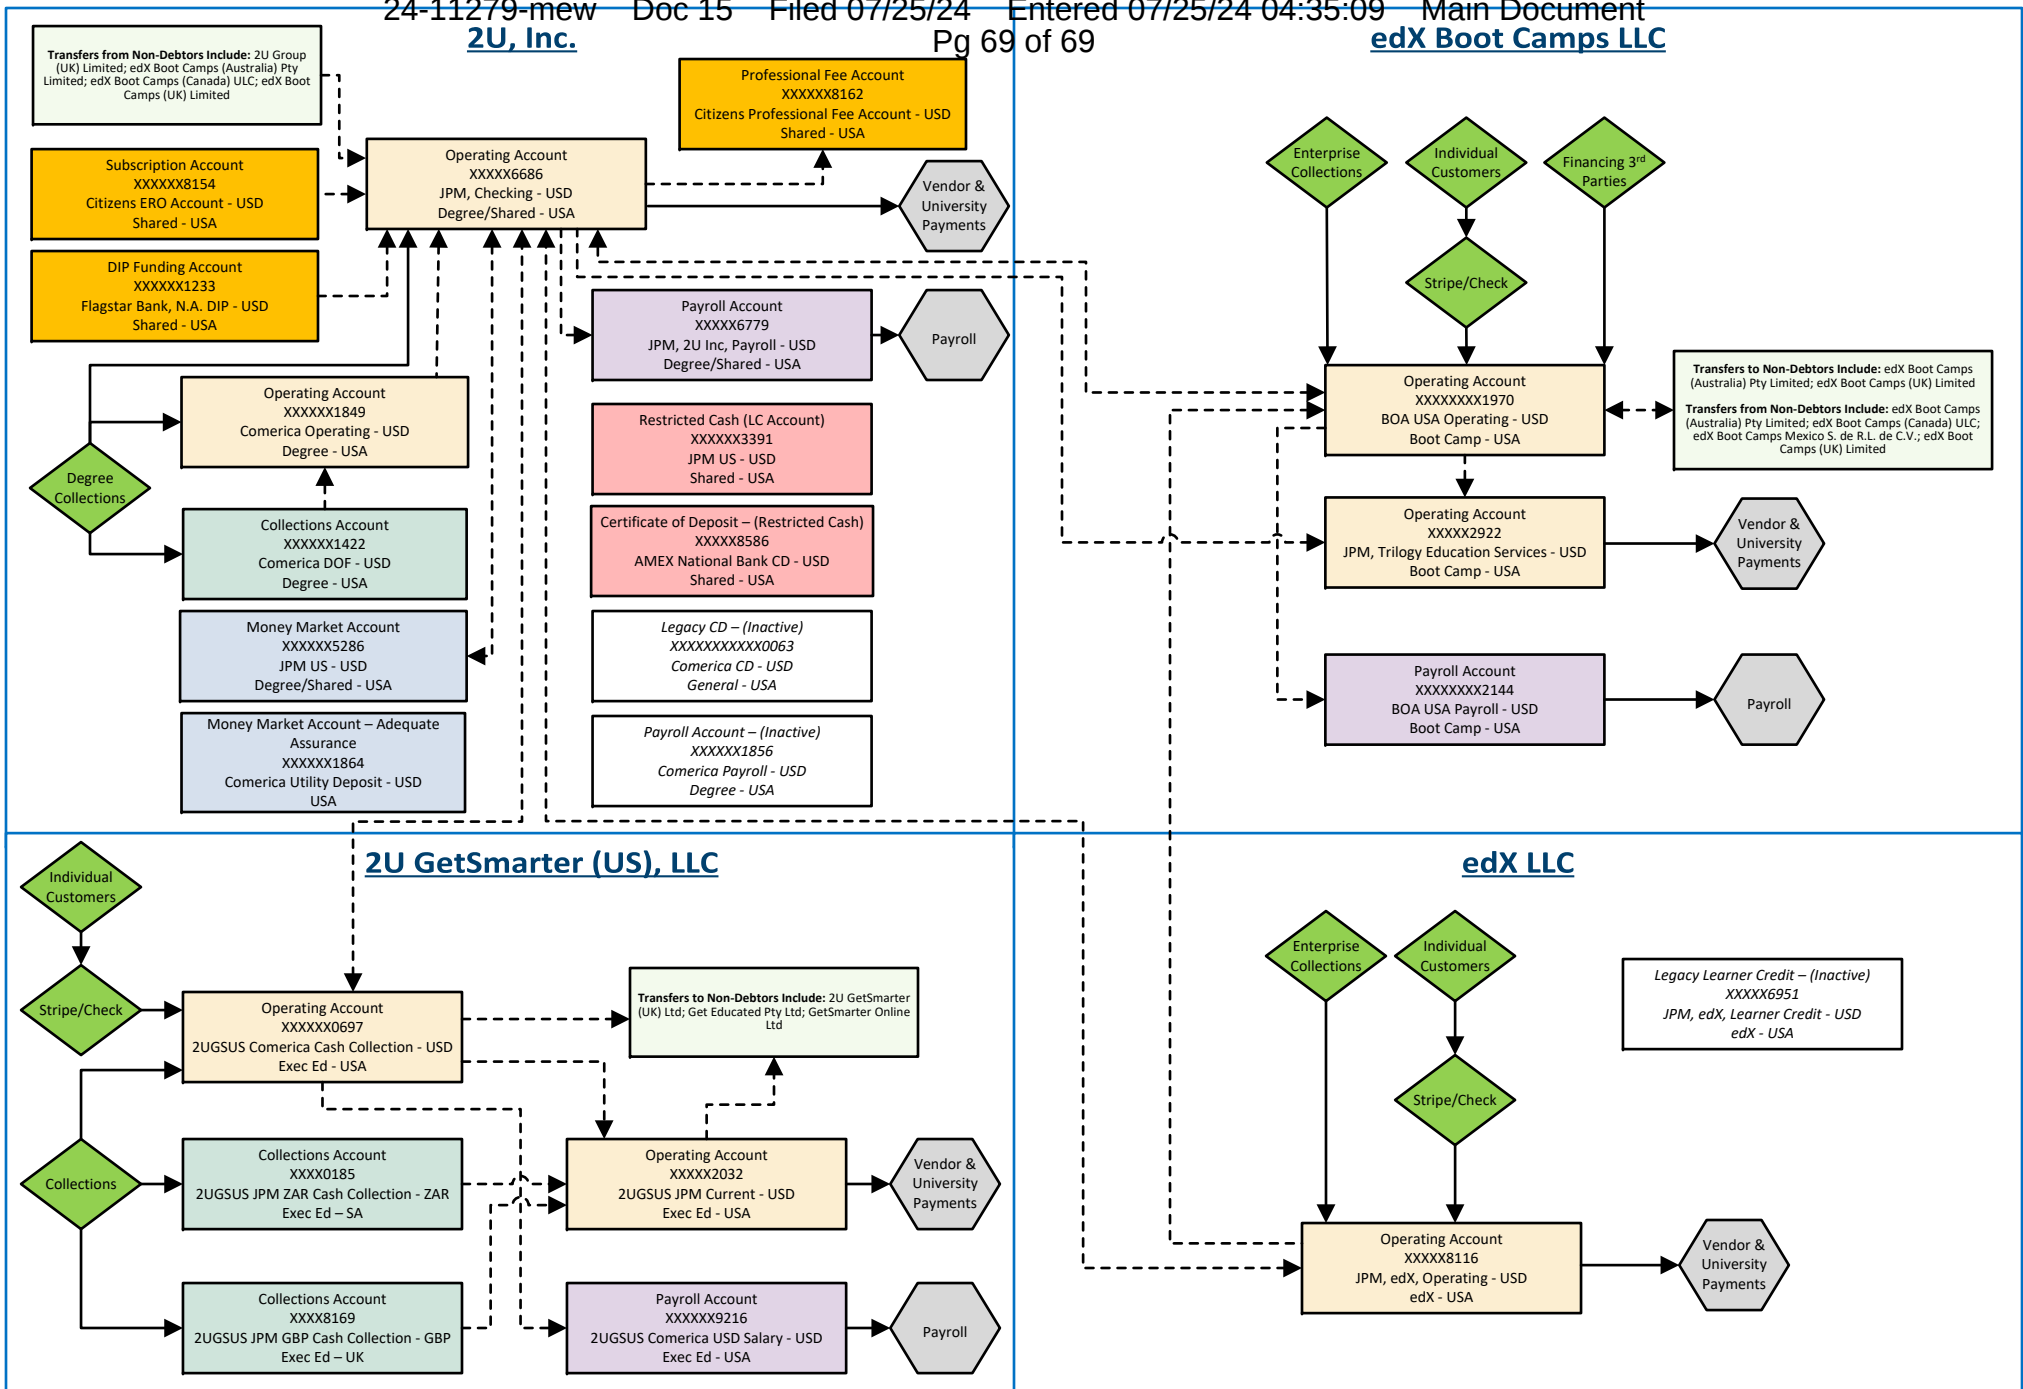 24-11279-mew Doc 15 Filed 07/25/24 Entered 07/25/24 04:35:09 Main Document
Pg 69 of 69
2U, Inc.
Transfers from Non-Debtors Include: 2U Group
(UK) Limited; edX Boot Camps (Australia) Pty
Limited; edX Boot Camps (Canada) ULC; edX Boot
Camps (UK) Limited
Professional Fee Account
XXXXXX8162
Citizens Professional Fee Account - USD
Shared - USA
Subscription Account
XXXXXX8154
Citizens ERO Account - USD
Shared - USA
Operating Account
XXXXX6686
JPM, Checking - USD
Degree/Shared - USA
Vendor &
University
Payments
DIP Funding Account
XXXXXX1233
Flagstar Bank, N.A. DIP - USD
Shared - USA
Payroll Account
XXXXX6779
JPM, 2U Inc, Payroll - USD
Degree/Shared - USA
Payroll
Operating Account
XXXXXX1849
Comerica Operating - USD
Degree - USA
Restricted Cash (LC Account)
XXXXXX3391
JPM US - USD
Shared - USA
Degree
Collections
Collections Account
XXXXXX1422
Comerica DOF - USD
Degree - USA
Certificate of Deposit – (Restricted Cash)
XXXXX8586
AMEX National Bank CD - USD
Shared - USA
Money Market Account
XXXXXX5286
JPM US - USD
Degree/Shared - USA
Legacy CD – (Inactive)
XXXXXXXXXXX0063
Comerica CD - USD
General - USA
Money Market Account – Adequate
Assurance
XXXXXX1864
Comerica Utility Deposit - USD
USA
Payroll Account – (Inactive)
XXXXXX1856
Comerica Payroll - USD
Degree - USA
edX Boot Camps LLC
Enterprise
Collections
Individual
Customers
Financing 3rd
Parties
Stripe/Check
Operating Account
XXXXXXXX1970
BOA USA Operating - USD
Boot Camp - USA
Transfers to Non-Debtors Include: edX Boot Camps
(Australia) Pty Limited; edX Boot Camps (UK) Limited
Transfers from Non-Debtors Include: edX Boot Camps
(Australia) Pty Limited; edX Boot Camps (Canada) ULC;
edX Boot Camps Mexico S. de R.L. de C.V.; edX Boot
Camps (UK) Limited
Operating Account
XXXXX2922
JPM, Trilogy Education Services - USD
Boot Camp - USA
Vendor &
University
Payments
Payroll Account
XXXXXXXX2144
BOA USA Payroll - USD
Boot Camp - USA
Payroll
2U GetSmarter (US), LLC
Individual
Customers
Stripe/Check
Operating Account
XXXXXX0697
2UGSUS Comerica Cash Collection - USD
Exec Ed - USA
Transfers to Non-Debtors Include: 2U GetSmarter
(UK) Ltd; Get Educated Pty Ltd; GetSmarter Online
Ltd
Collections
Collections Account
XXXX0185
2UGSUS JPM ZAR Cash Collection - ZAR
Exec Ed – SA
Operating Account
XXXXX2032
2UGSUS JPM Current - USD
Exec Ed - USA
Vendor &
University
Payments
Collections Account
XXXX8169
2UGSUS JPM GBP Cash Collection - GBP
Exec Ed – UK
Payroll Account
XXXXXX9216
2UGSUS Comerica USD Salary - USD
Exec Ed - USA
Payroll
edX LLC
Enterprise
Collections
Individual
Customers
Legacy Learner Credit – (Inactive)
XXXXX6951
JPM, edX, Learner Credit - USD
edX - USA
Stripe/Check
Operating Account
XXXXX8116
JPM, edX, Operating - USD
edX - USA
Vendor &
University
Payments